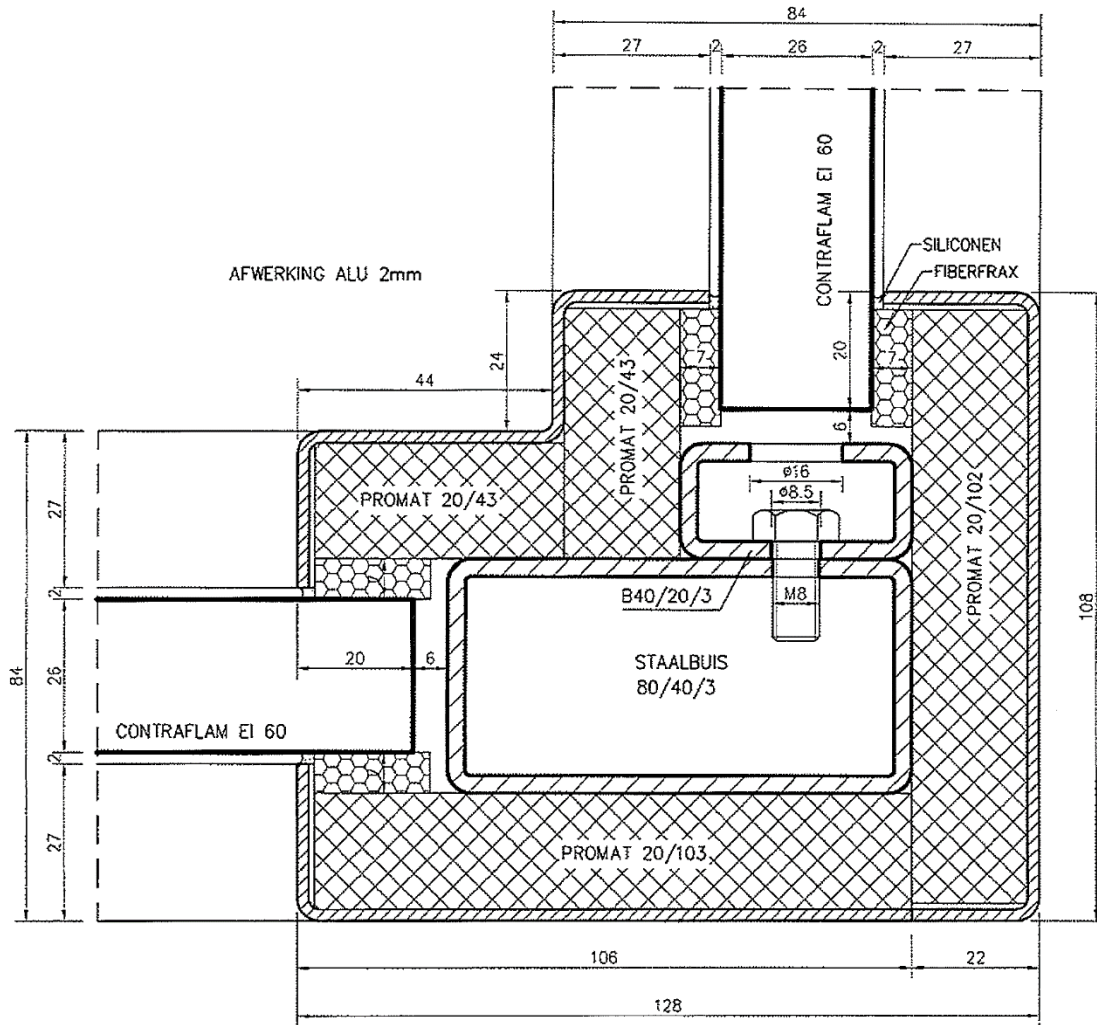 84
27 2 26 2 27
CONTRAFLAM EI 60
SILICONEN
FIBERFRAX
AFWERKING ALU 2mm
24
44
7
20
7
6
PROMAT 20/43
PROMAT 20/43
ø16
ø8.5
PROMAT 20/102
B40/20/3
M8
STAALBUIS
80/40/3
20 6
CONTRAFLAM EI 60
27
2
26
2
27
84
108
PROMAT 20/103
106 22
128